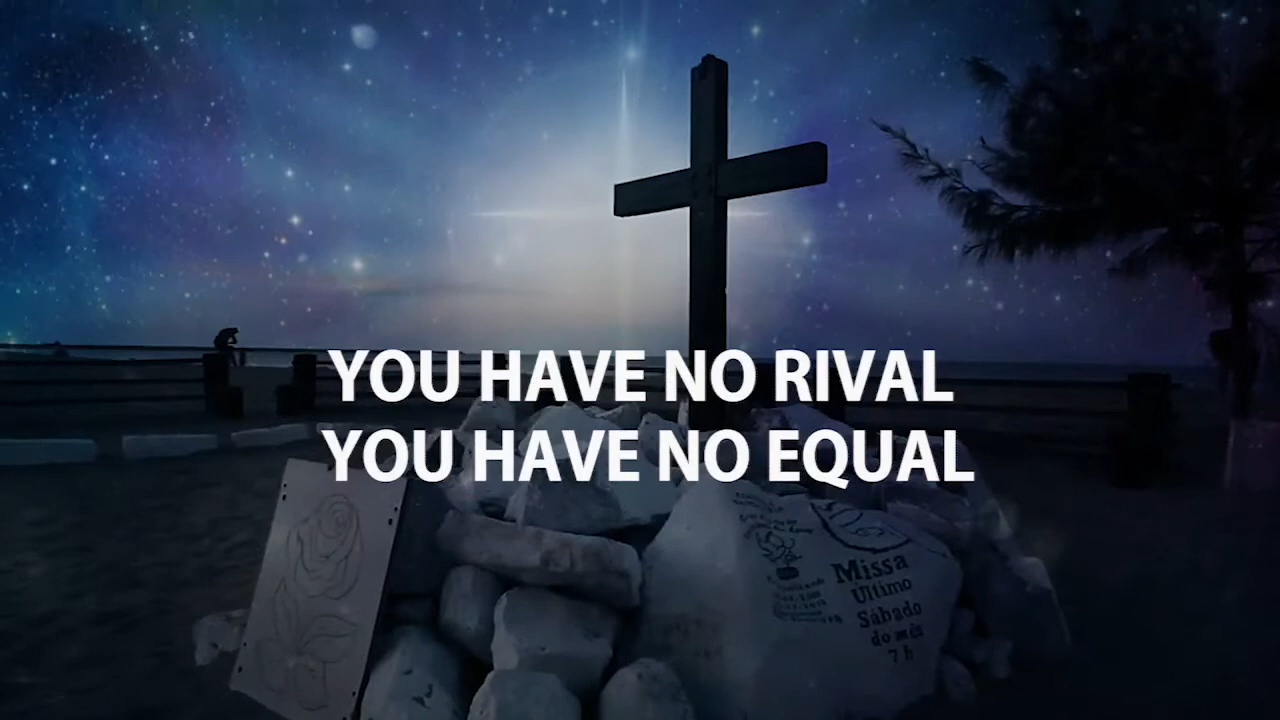 YOU HAVE NO RIVAL
YOU HAVE NO EQUAL
Missa
Ultimo
Sábado
do mês
7 h